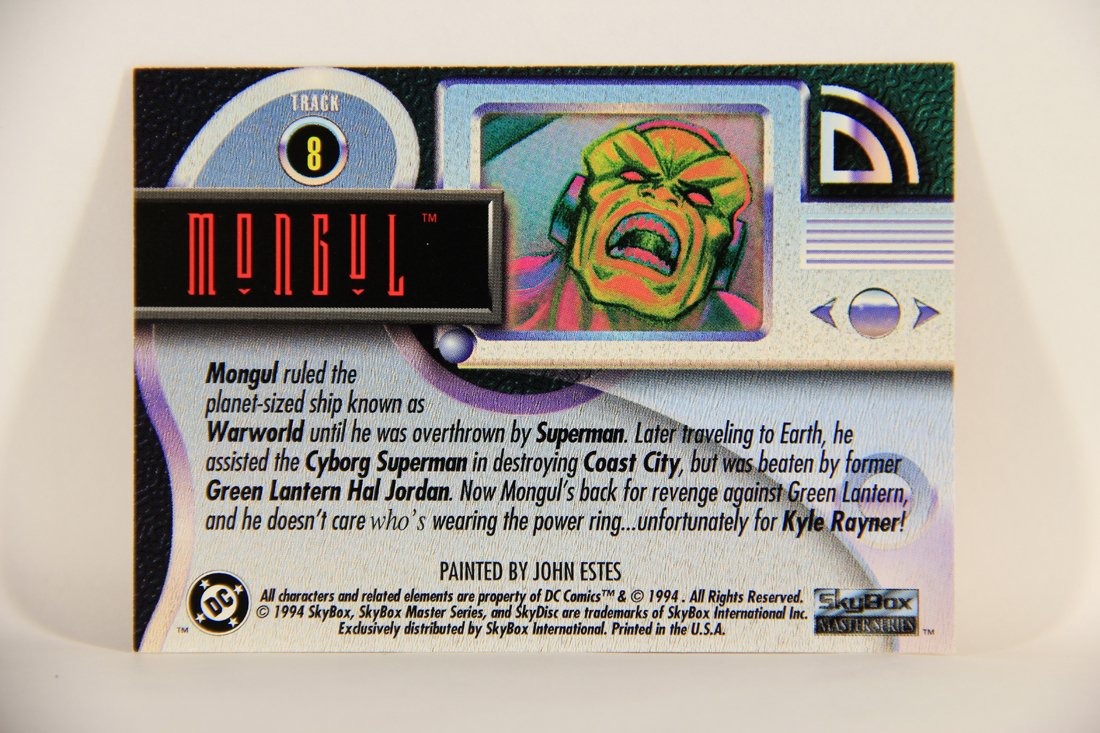 TRACK
8
MONGUL ™
Mongul ruled the
planet-sized ship known as
Warworld until he was overthrown by Superman. Later traveling to Earth, he
assisted the Cyborg Superman in destroying Coast City, but was beaten by former
Green Lantern Hal Jordan. Now Mongul's back for revenge against Green Lantern,
and he doesn't care who's wearing the power ring...unfortunately for Kyle Rayner!
PAINTED BY JOHN ESTES
All characters and related elements are property of DC Comics™ & © 1994 . All Rights Reserved.
© 1994 SkyBox, SkyBox Master Series, and SkyDisc are trademarks of SkyBox International Inc.
Exclusively distributed by SkyBox International. Printed in the U.S.A.
™ DC
SkyBox
MASTER SERIES ™